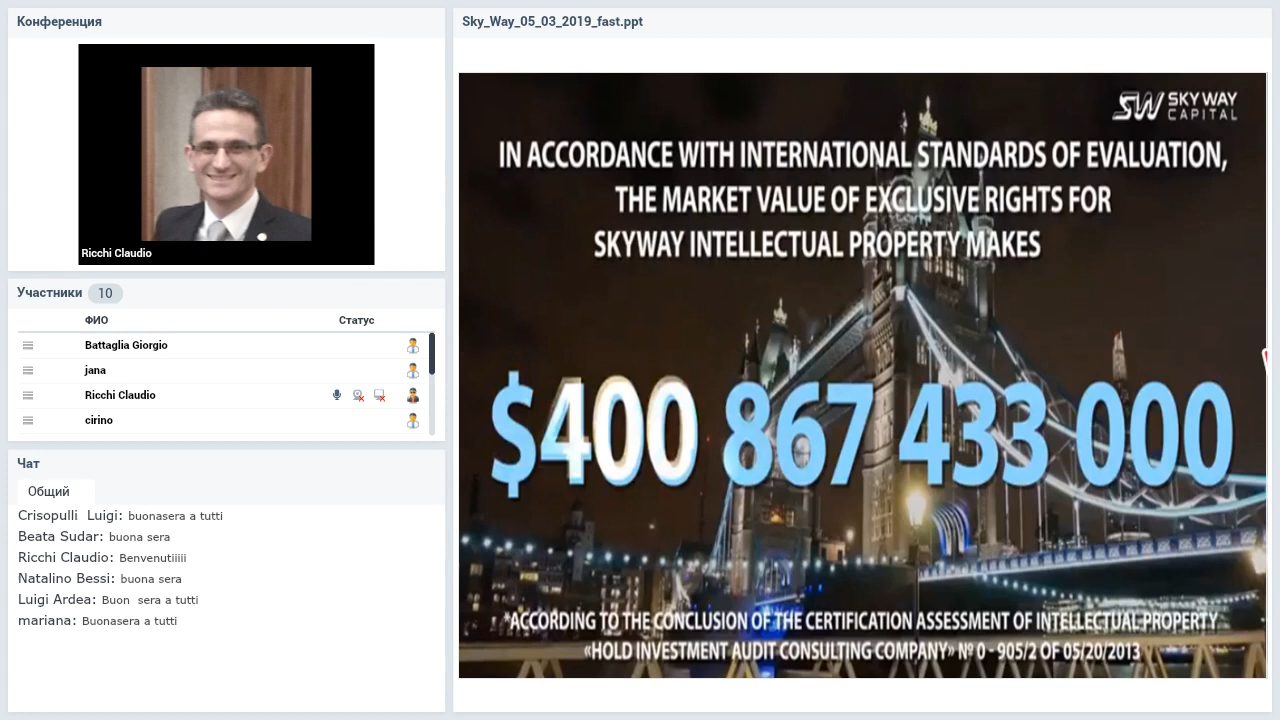 Конференция
Ricchi Claudio
Участники 10
ФИО Статус
Battaglia Giorgio
jana
Ricchi Claudio
cirino
Чат
Общий
Crisopulli Luigi: buonasera a tutti
Beata Sudar: buona sera
Ricchi Claudio: Benvenutiiiii
Natalino Bessi: buona sera
Luigi Ardea: Buon sera a tutti
mariana: Buonasera a tutti
Sky_Way_05_03_2019_fast.ppt
SW SKY WAY
CAPITAL
IN ACCORDANCE WITH INTERNATIONAL STANDARDS OF EVALUATION,
THE MARKET VALUE OF EXCLUSIVE RIGHTS FOR
SKYWAY INTELLECTUAL PROPERTY MAKES
$400 867 433 000
*ACCORDING TO THE CONCLUSION OF THE CERTIFICATION ASSESSMENT OF INTELLECTUAL PROPERTY
«HOLD INVESTMENT AUDIT CONSULTING COMPANY» № 0 - 905/2 OF 05/20/2013